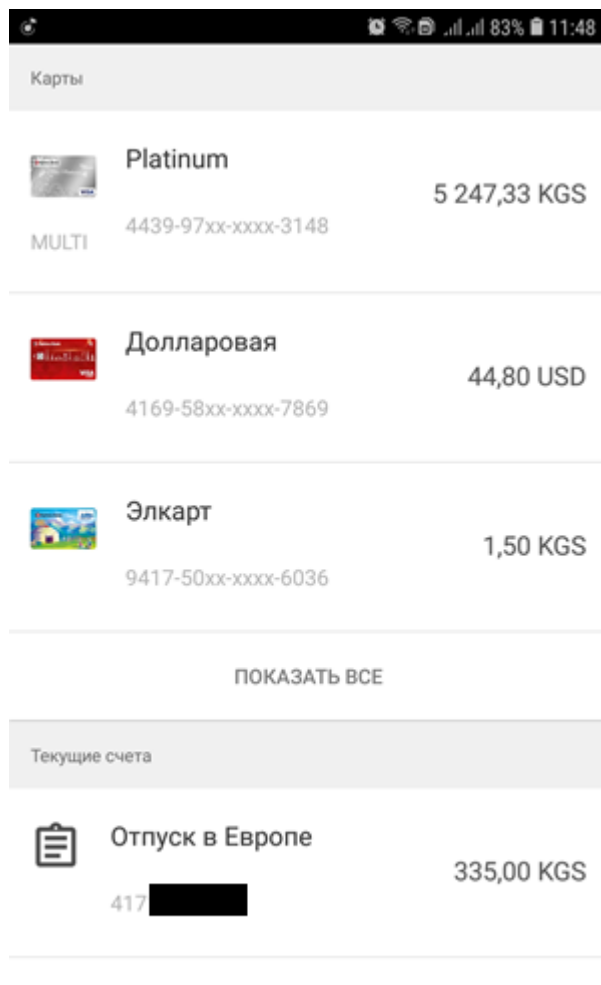 83% 11:48
Карты
Platinum
5 247,33 KGS
MULTI
4439-97xx-xxxx-3148
Долларовая
44,80 USD
4169-58xx-xxxx-7869
Элкарт
1,50 KGS
9417-50xx-xxxx-6036
ПОКАЗАТЬ ВСЕ
Текущие счета
Отпуск в Европе
335,00 KGS
417